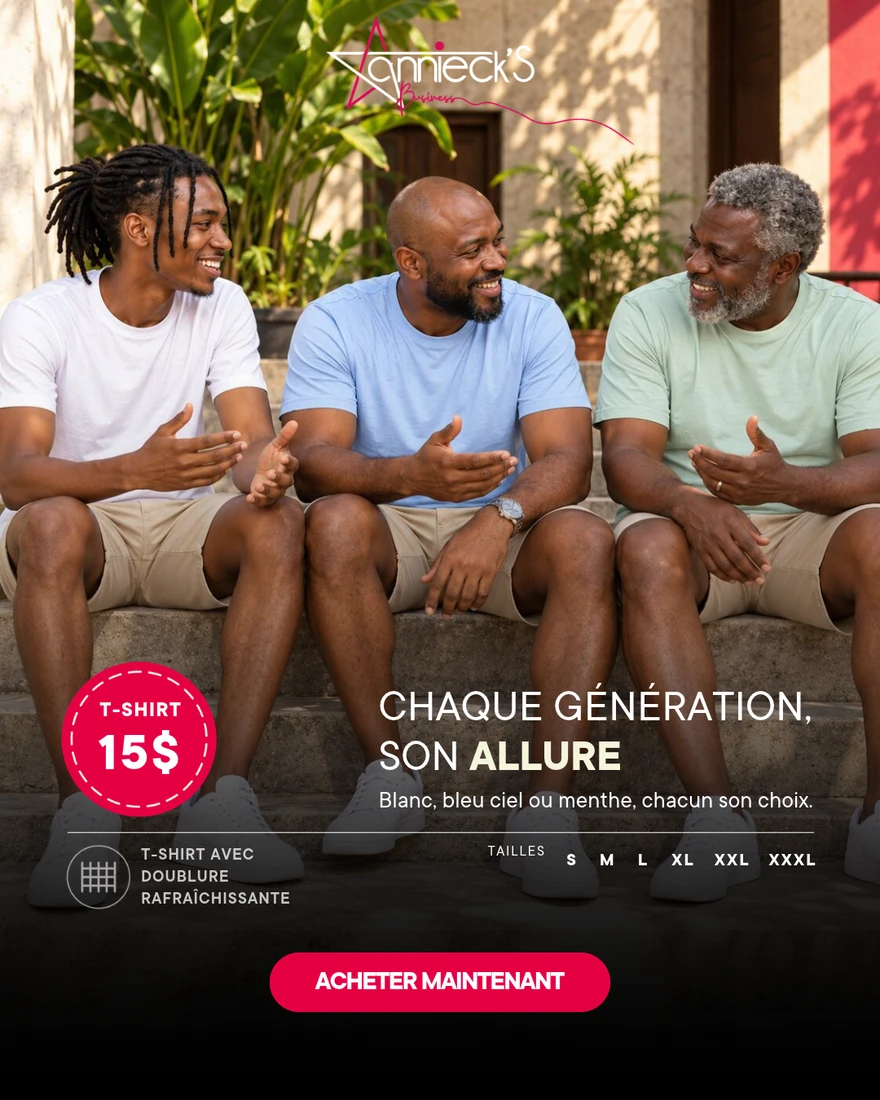 Yannieck'S
Business
T-SHIRT
15$
CHAQUE GÉNÉRATION,
SON ALLURE
Blanc, bleu ciel ou menthe, chacun son choix.
T-SHIRT AVEC
DOUBLURE
RAFRAÎCHISSANTE
TAILLES S M L XL XXL XXXL
ACHETER MAINTENANT